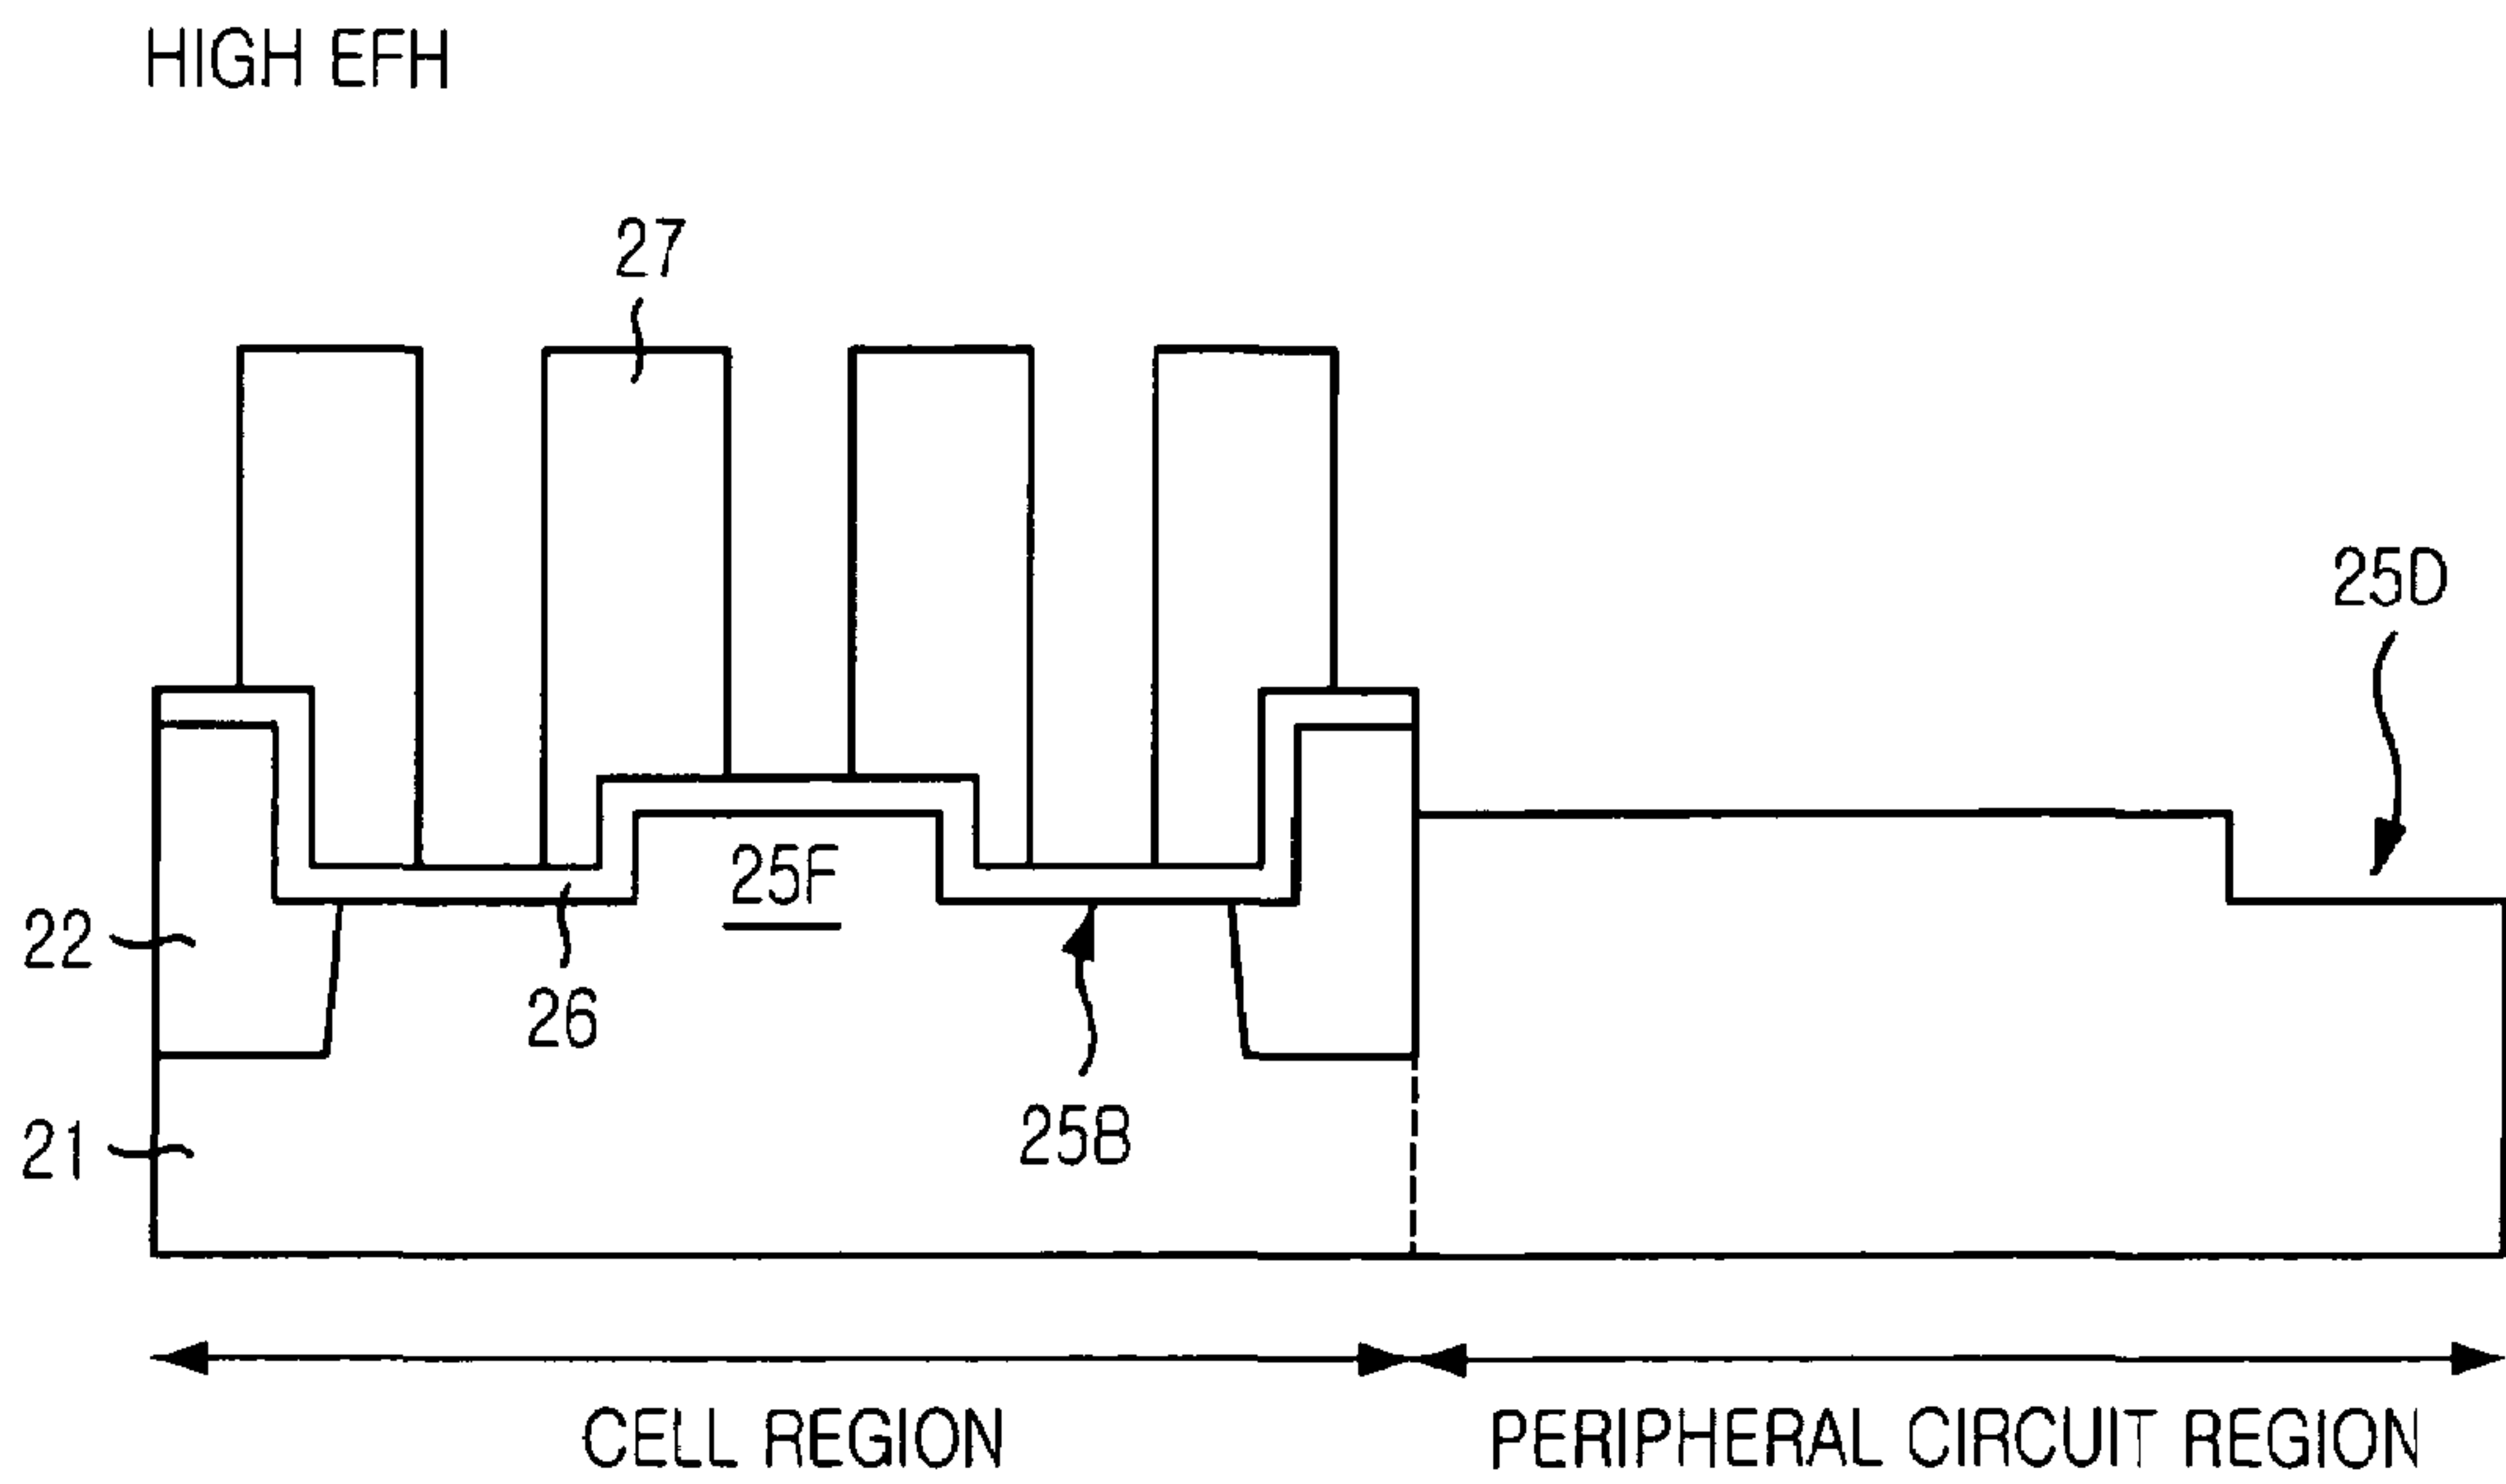 HIGH EFH
27
25D
25F
22
26
25B
21
CELL REGION
PERIPHERAL CIRCUIT REGION